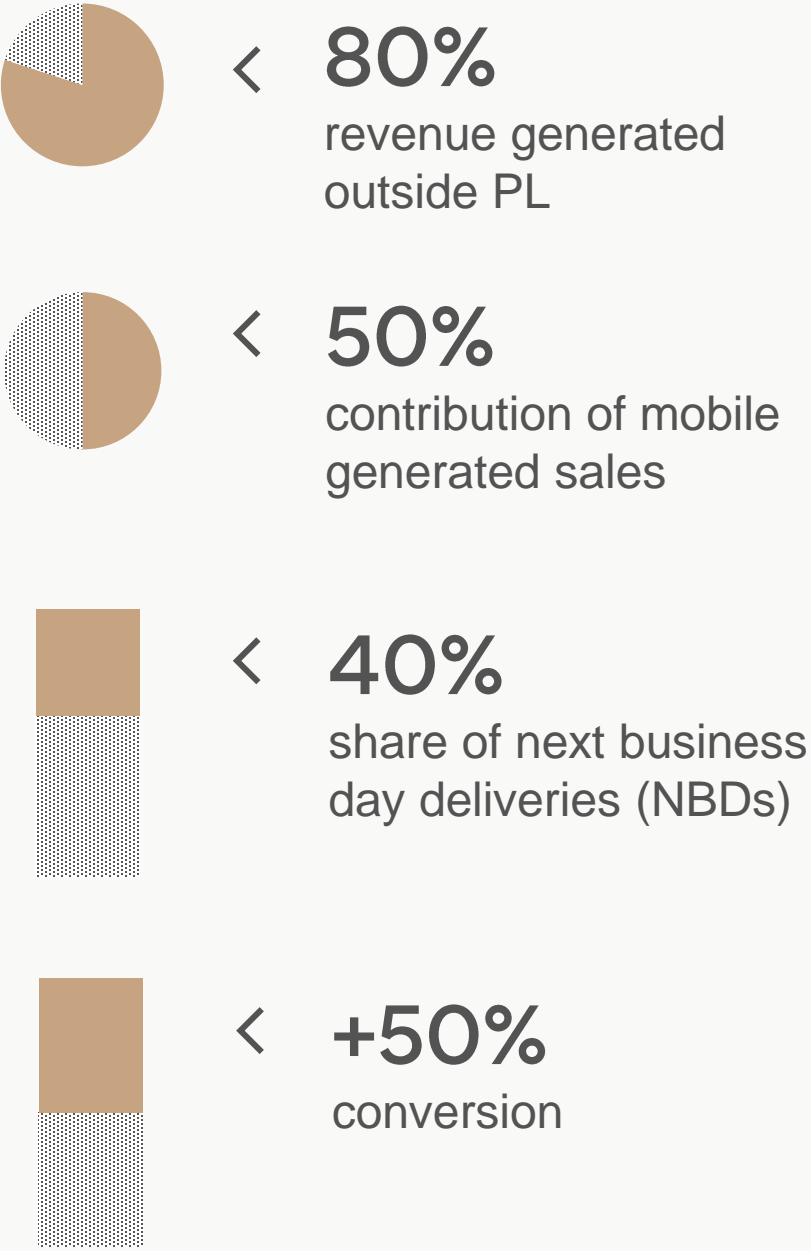 80%
revenue generated
outside PL
50%
contribution of mobile
generated sales
40%
share of next business
day deliveries (NBDs)
+50%
conversion